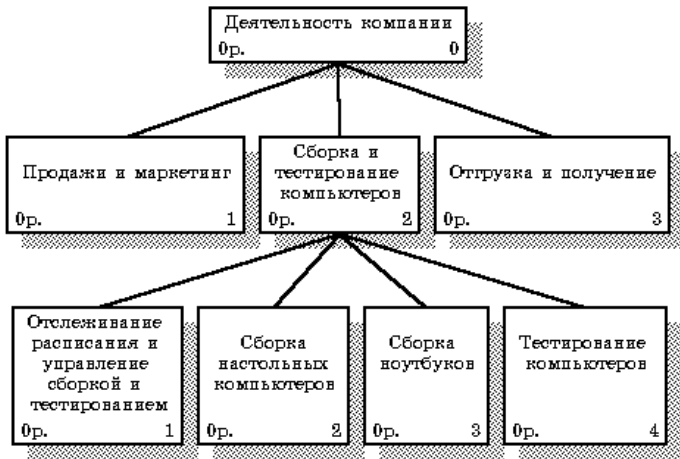 Деятельность компании
0р. 0
Продажи и маркетинг
0р. 1
Сборка и
тестирование
компьютеров
0р. 2
Отгрузка и получение
0р. 3
Отслеживание
расписания и
управление
сборкой и
тестированием
0р. 1
Сборка
настольных
компьютеров
0р. 2
Сборка
ноутбуков
0р. 3
Тестирование
компьютеров
0р. 4